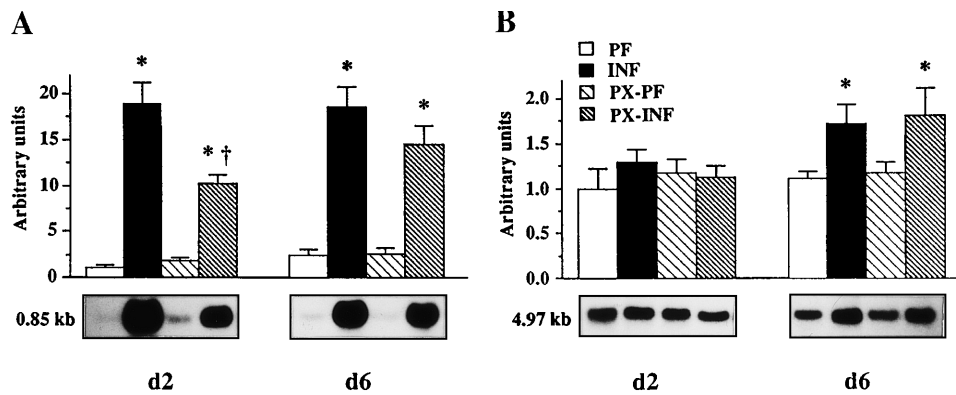 A
Arbitrary units
20
15
10
5
0
*
* †
*
*
0.85 kb
d2
d6
B
PF
INF
PX-PF
PX-INF
Arbitrary units
2.0
1.5
1.0
0.5
0.0
*
*
4.97 kb
d2
d6